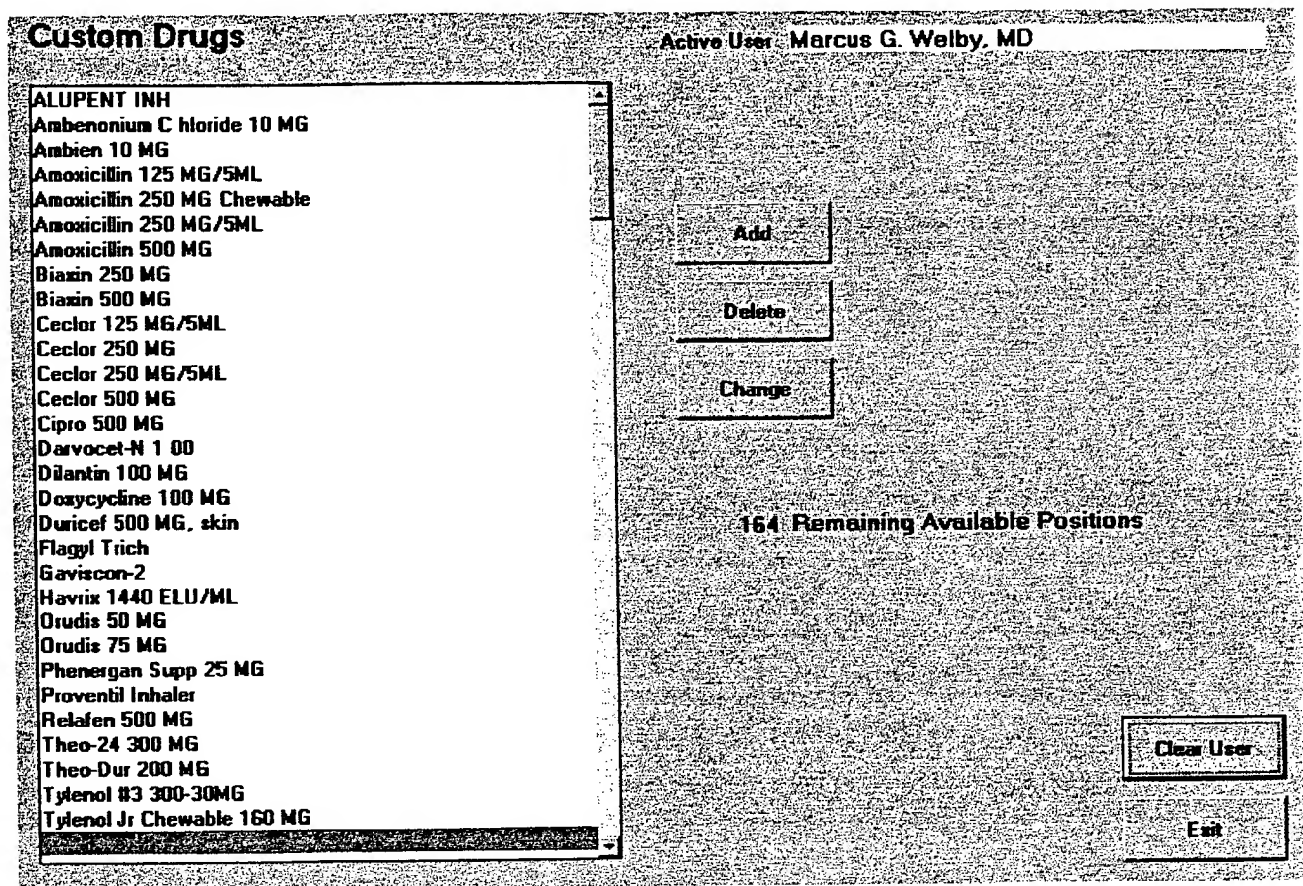 Custom Drugs
Active User Marcus G. Welby, MD
ALUPENT INH
Ambenonium C hloride 10 MG
Ambien 10 MG
Amoxicillin 125 MG/5ML
Amoxicillin 250 MG Chewable
Amoxicillin 250 MG/5ML
Amoxicillin 500 MG
Biaxin 250 MG
Biaxin 500 MG
Ceclor 125 MG/5ML
Ceclor 250 MG
Ceclor 250 MG/5ML
Ceclor 500 MG
Cipro 500 MG
Darvocet-N 1 00
Dilantin 100 MG
Doxycycline 100 MG
Duricef 500 MG, skin
Flagyl Trich
Gaviscon-2
Havrix 1440 ELU/ML
Orudis 50 MG
Orudis 75 MG
Phenergan Supp 25 MG
Proventil Inhaler
Relafen 500 MG
Theo-24 300 MG
Theo-Dur 200 MG
Tylenol #3 300-30MG
Tylenol Jr Chewable 160 MG
Add
Delete
Change
164 Remaining Available Positions
Clear User
Exit